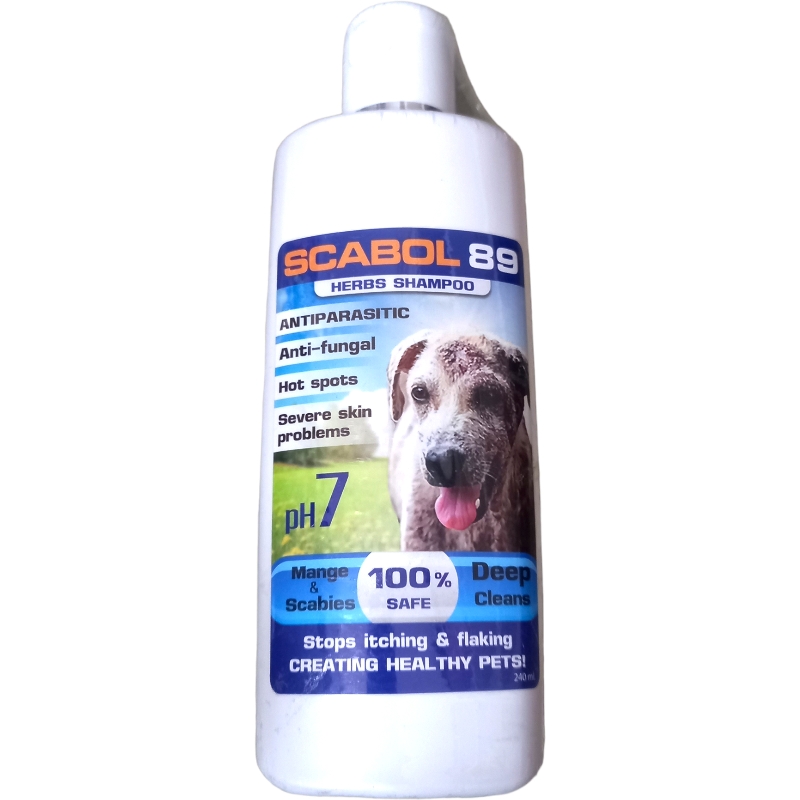 SCABOL 89
HERBS SHAMPOO
ANTIPARASITIC
Anti-fungal
Hot spots
Severe skin
problems
pH7
Mange
&
Scabies
100%
SAFE
Deep
Cleans
Stops itching & flaking
CREATING HEALTHY PETS!
240 ml